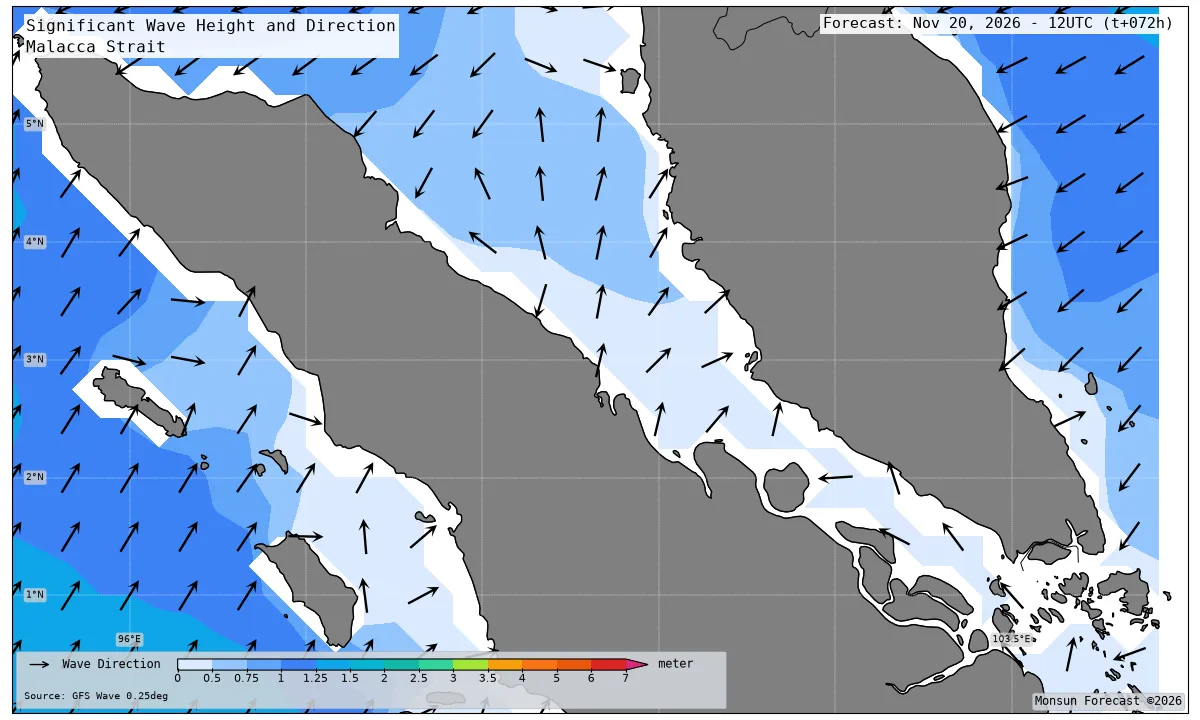 Significant Wave Height and Direction
Malacca Strait
Forecast: Nov 20, 2026 - 12UTC (t+072h)
5°N
4°N
3°N
2°N
1°N
96°E
103.5°E
Wave Direction
meter
0 0.5 0.75 1 1.25 1.5 2 2.5 3 3.5 4 5 6 7
Source: GFS Wave 0.25deg
Monsun Forecast ©2026